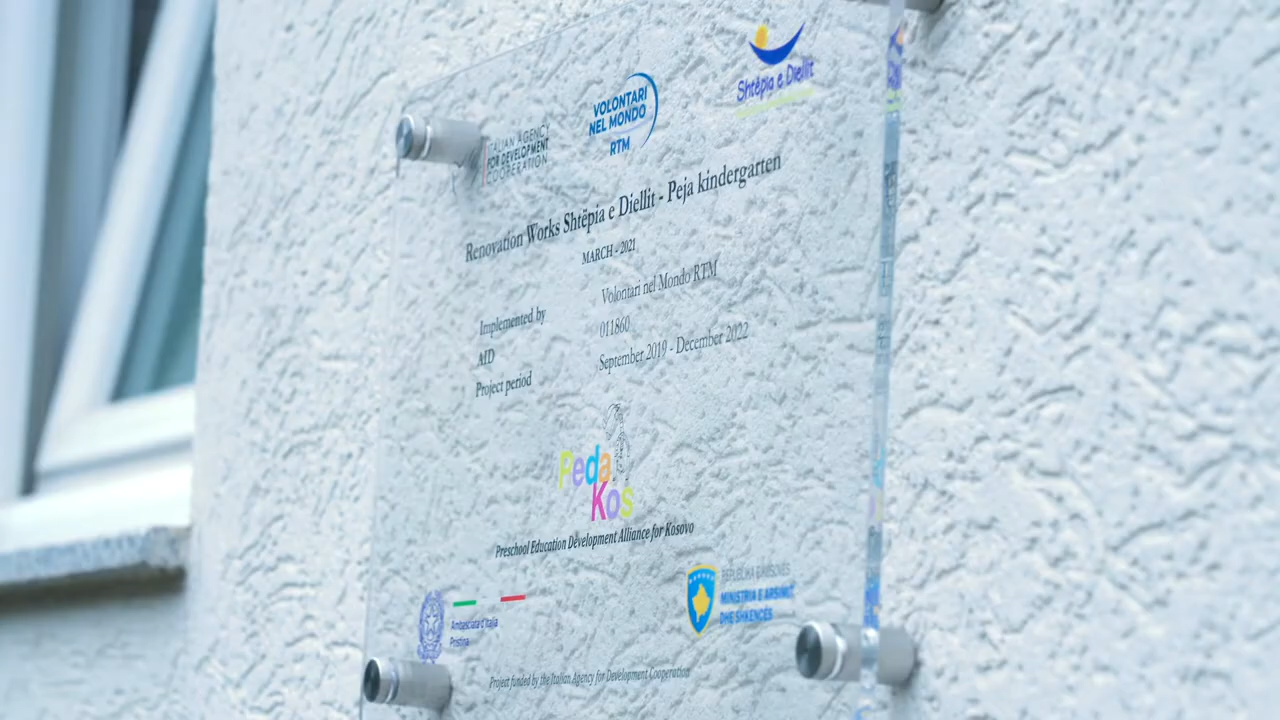 ITALIAN AGENCY
FOR DEVELOPMENT
COOPERATION
VOLONTARI
NEL MONDO
RTM
Shtëpia e Diellit
Renovation Works Shtëpia e Diellit - Peja kindergarten
MARCH - 2021
Implemented by Volontari nel Mondo RTM
AID 011860
Project period September 2019 - December 2022
Peda
Kos
Preschool Education Development Alliance for Kosovo
Ambasciata d'Italia
Pristina
REPUBLIKA E KOSOVËS
MINISTRIA E ARSIMIT,
DHE SHKENCËS
Project funded by the Italian Agency for Development Cooperation